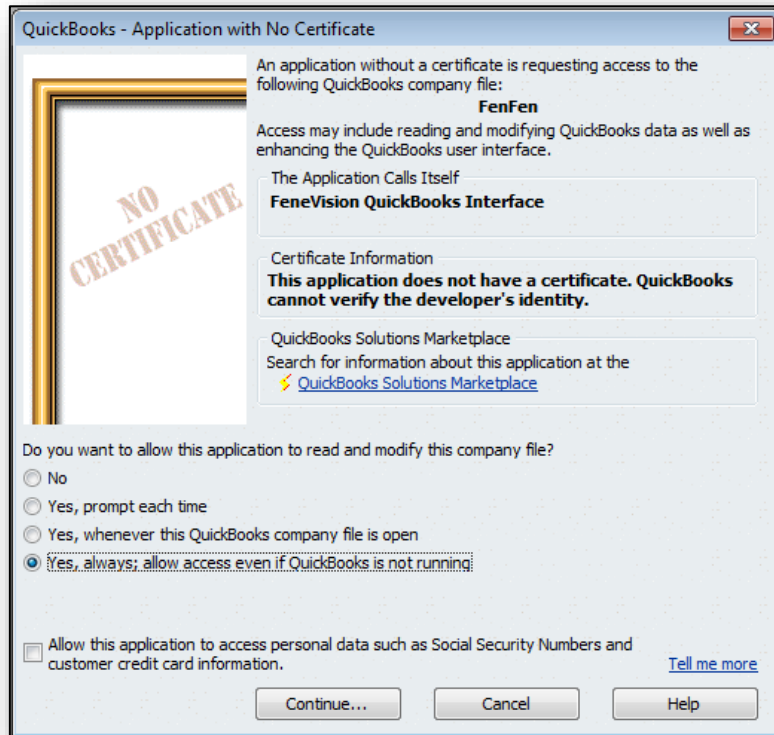 QuickBooks - Application with No Certificate
An application without a certificate is requesting access to the
following QuickBooks company file:
FenFen
Access may include reading and modifying QuickBooks data as well as
enhancing the QuickBooks user interface.
NO
CERTIFICATE
The Application Calls Itself
FeneVision QuickBooks Interface
Certificate Information
This application does not have a certificate. QuickBooks
cannot verify the developer's identity.
QuickBooks Solutions Marketplace
Search for information about this application at the
QuickBooks Solutions Marketplace
Do you want to allow this application to read and modify this company file?
No
Yes, prompt each time
Yes, whenever this QuickBooks company file is open
Yes, always; allow access even if QuickBooks is not running
Allow this application to access personal data such as Social Security Numbers and
customer credit card information.
Tell me more
Continue...
Cancel
Help